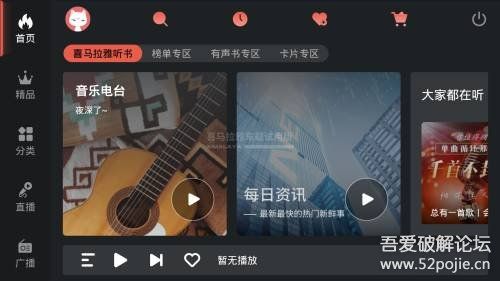 首页
精品
分类
直播
广播
喜马拉雅听书
榜单专区
有声书专区
卡片专区
音乐电台
夜深了~
喜马拉雅车载试用版
每日资讯
— 最新最快的热门新鲜事
大家都在听
单曲循环
千首不
总有一首歌 |
暂无播放
吾爱破解论坛
www.52pojie.cn